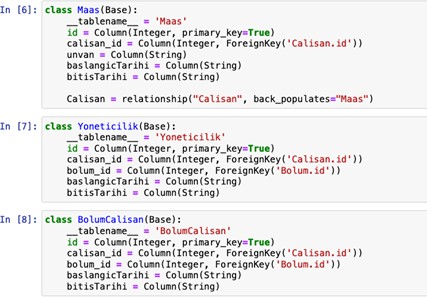 In [6]: class Maas(Base):
__tablename__ = 'Maas'
id = Column(Integer, primary_key=True)
calisan_id = Column(Integer, ForeignKey('Calisan.id'))
unvan = Column(String)
baslangicTarihi = Column(String)
bitisTarihi = Column(String)
Calisan = relationship("Calisan", back_populates="Maas")
In [7]: class Yoneticilik(Base):
__tablename__ = 'Yoneticilik'
id = Column(Integer, primary_key=True)
calisan_id = Column(Integer, ForeignKey('Calisan.id'))
bolum_id = Column(Integer, ForeignKey('Bolum.id'))
baslangicTarihi = Column(String)
bitisTarihi = Column(String)
In [8]: class BolumCalisan(Base):
__tablename__ = 'BolumCalisan'
id = Column(Integer, primary_key=True)
calisan_id = Column(Integer, ForeignKey('Calisan.id'))
bolum_id = Column(Integer, ForeignKey('Bolum.id'))
baslangicTarihi = Column(String)
bitisTarihi = Column(String)